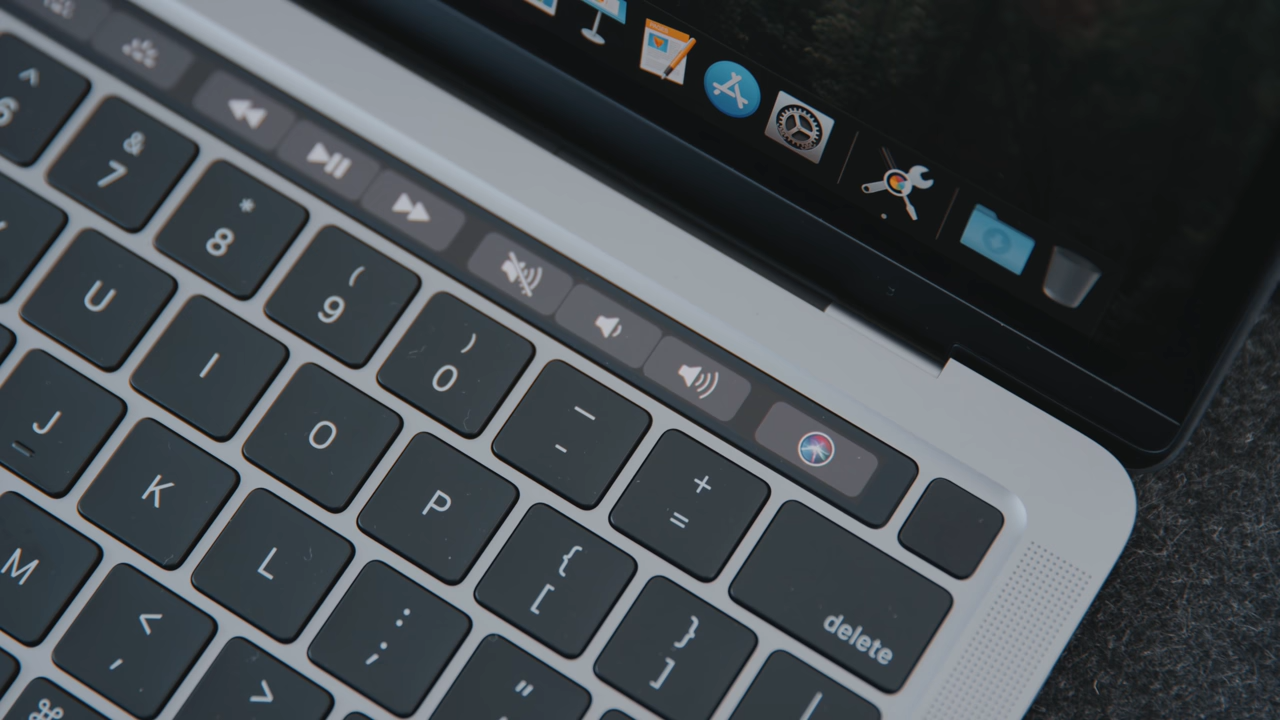 ^
6
&
7
*
8
(
9
)
0
_
-
+
=
delete
U
I
O
P
{
[
}
]
J
K
L
:
;
"
M
<
,
>
⌘